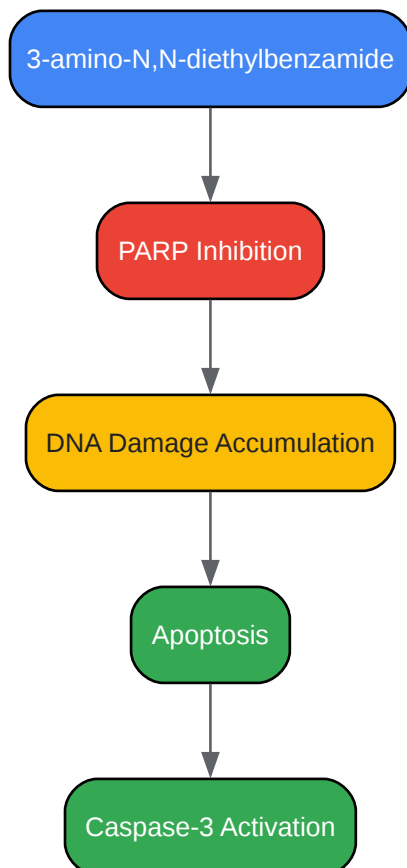 3-amino-N,N-diethylbenzamide
PARP Inhibition
DNA Damage Accumulation
Apoptosis
Caspase-3 Activation